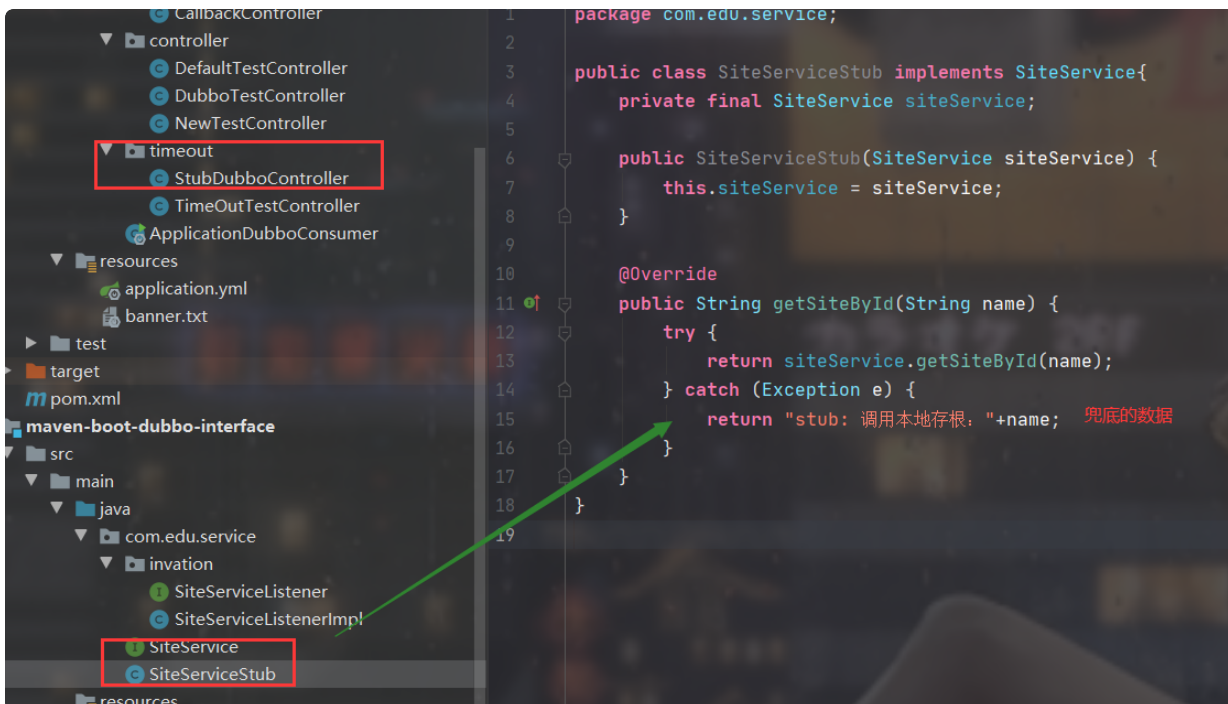 CallbackController
controller
DefaultTestController
DubboTestController
NewTestController
timeout
StubDubboController
TimeOutTestController
ApplicationDubboConsumer
resources
application.yml
banner.txt
test
target
pom.xml
maven-boot-dubbo-interface
src
main
java
com.edu.service
invation
SiteServiceListener
SiteServiceListenerImpl
SiteService
SiteServiceStub
resources
1 package com.edu.service;
2
3 public class SiteServiceStub implements SiteService{
4 private final SiteService siteService;
5
6 public SiteServiceStub(SiteService siteService) {
7 this.siteService = siteService;
8 }
9
10 @Override
11 public String getSiteById(String name) {
12 try {
13 return siteService.getSiteById(name);
14 } catch (Exception e) {
15 return "stub: 调用本地存根："+name; 兜底的数据
16 }
17 }
18 }
19